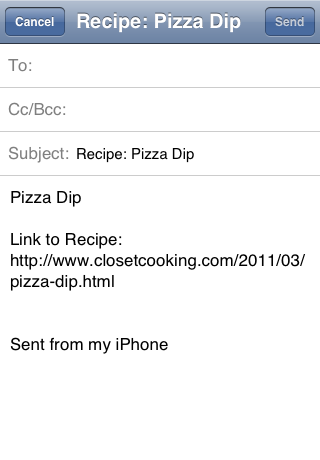 Cancel Recipe: Pizza Dip Send
To:
Cc/Bcc:
Subject: Recipe: Pizza Dip
Pizza Dip
Link to Recipe:
http://www.closetcooking.com/2011/03/
pizza-dip.html
Sent from my iPhone